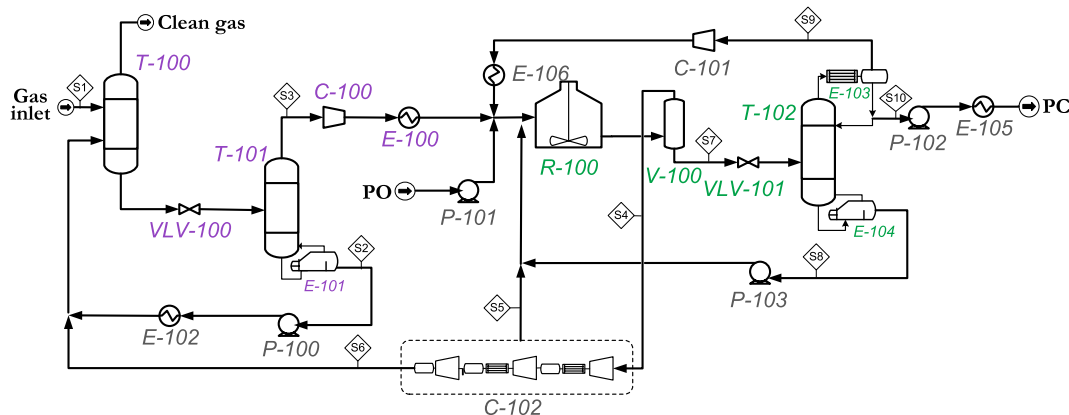 Clean gas
S9
T-100
S1
E-106
C-101
Gas
inlet
S3
C-100
E-103
S10
T-102
PC
E-100
T-101
P-102
E-105
R-100
S7
V-100
PO
VLV-101
P-101
S4
VLV-100
S2
E-104
S8
E-101
P-103
S5
E-102
P-100
S6
C-102